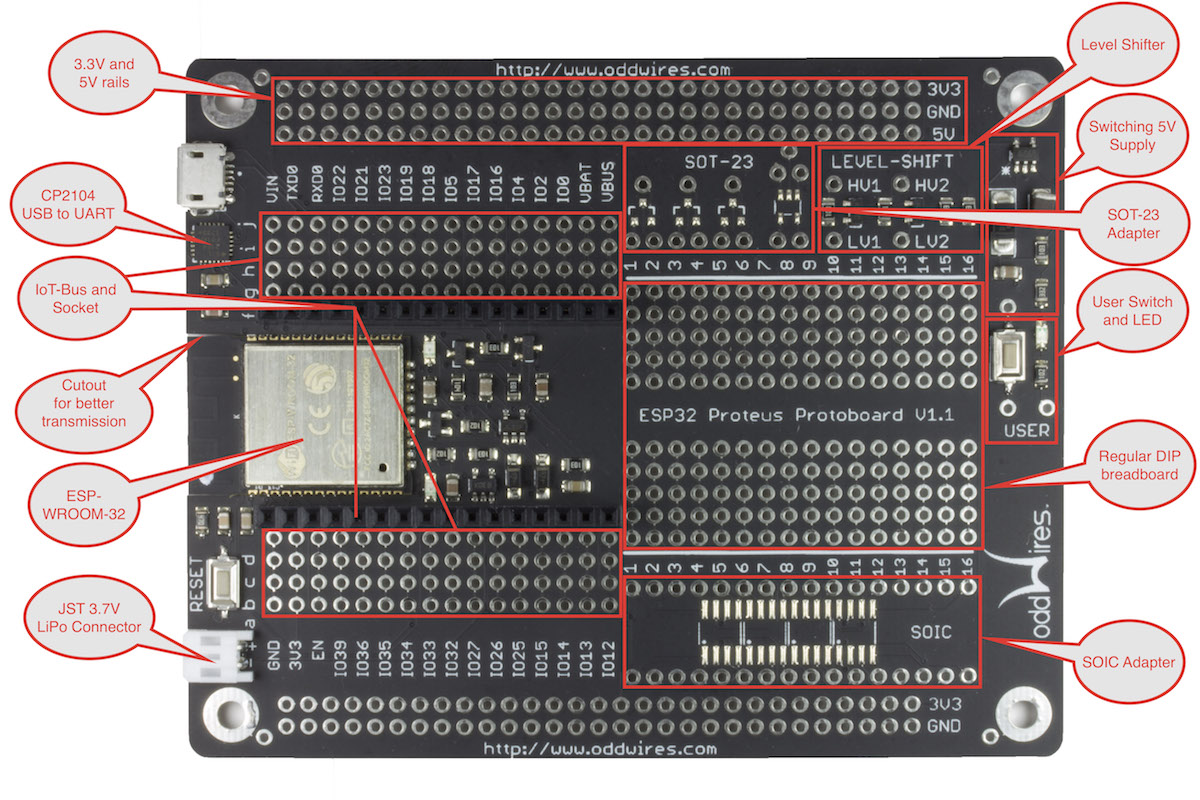 3.3V and
5V rails
Level Shifter
http://www.oddwires.com
3V3
GND
5V
Switching 5V
Supply
CP2104
USB to UART
VIN
TXD0
RXD0
IO22
IO21
IO23
IO19
IO18
IO5
IO17
IO16
IO4
IO2
IO0
VBAT
VBUS
SOT-23
LEVEL-SHIFT
HV1
HV2
LV1
LV2
SOT-23
Adapter
j
i
h
g
f
1 2 3 4 5 6 7 8 9 10 11 12 13 14 15 16
IoT-Bus and
Socket
User Switch
and LED
Cutout
for better
transmission
ESP32 Proteus Protoboard V1.1
USER
Regular DIP
breadboard
ESP-
WROOM-32
1 2 3 4 5 6 7 8 9 10 11 12 13 14 15 16
RESET
d
c
b
a
oddWires.
JST 3.7V
LiPo Connector
+
GND
3V3
EN
IO39
IO36
IO35
IO34
IO33
IO32
IO27
IO26
IO25
IO15
IO14
IO13
IO12
SOIC
SOIC Adapter
3V3
GND
http://www.oddwires.com